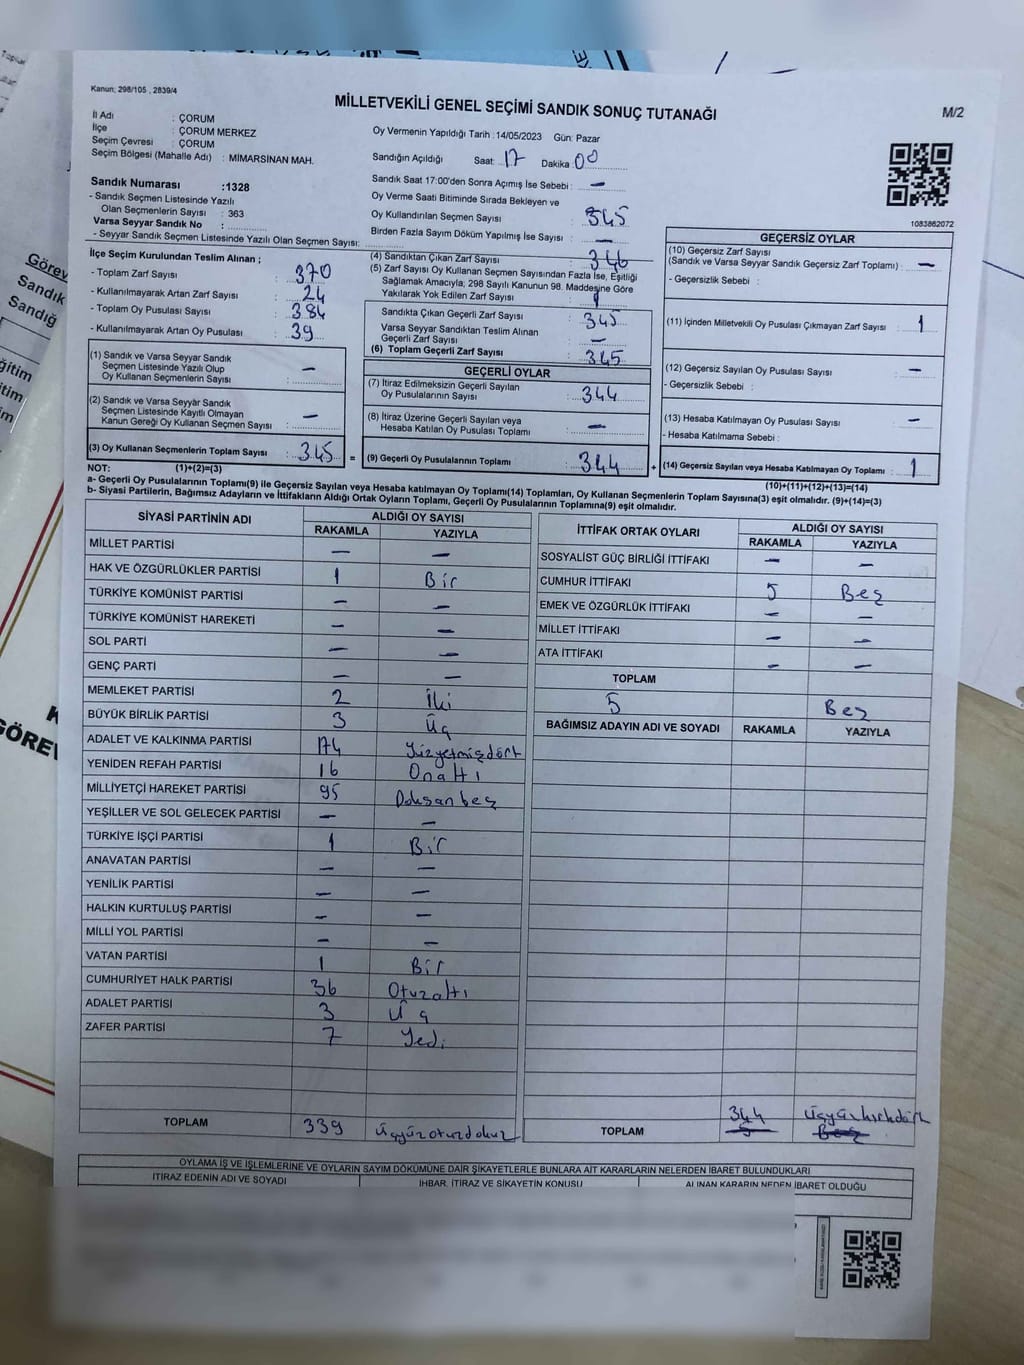 Kanun; 298/105 , 2839/4
MİLLETVEKİLİ GENEL SEÇİMİ SANDIK SONUÇ TUTANAĞI
M/2
İl Adı : ÇORUM
İlçe : ÇORUM MERKEZ
Seçim Çevresi : ÇORUM
Seçim Bölgesi (Mahalle Adı) : MİMARSİNAN MAH.
Oy Vermenin Yapıldığı Tarih : 14/05/2023 Gün: Pazar
Sandığın Açıldığı Saat: 17 Dakika 00
Sandık Saat 17:00'den Sonra Açımış İse Sebebi : —
Oy Verme Saati Bitiminde Sırada Bekleyen ve
Oy Kullandırılan Seçmen Sayısı : 345
Birden Fazla Sayım Döküm Yapılmış İse Sayısı : —
Sandık Numarası :1328
- Sandık Seçmen Listesinde Yazılı
Olan Seçmenlerin Sayısı : 363
Varsa Seyyar Sandık No :
- Seyyar Sandık Seçmen Listesinde Yazılı Olan Seçmen Sayısı:
1083862072
İlçe Seçim Kurulundan Teslim Alınan ;
- Toplam Zarf Sayısı : 370
- Kullanılmayarak Artan Zarf Sayısı : 24
- Toplam Oy Pusulası Sayısı : 384
- Kullanılmayarak Artan Oy Pusulası : 39
(1) Sandık ve Varsa Seyyar Sandık
Seçmen Listesinde Yazılı Olup
Oy Kullanan Seçmenlerin Sayısı : —
(2) Sandık ve Varsa Seyyar Sandık
Seçmen Listesinde Kayıtlı Olmayan
Kanun Gereği Oy Kullanan Seçmen Sayısı : —
(3) Oy Kullanan Seçmenlerin Toplam Sayısı : 345 =
(4) Sandıktan Çıkan Zarf Sayısı : 346
(5) Zarf Sayısı Oy Kullanan Seçmen Sayısından Fazla İse, Eşitliği
Sağlamak Amacıyla; 298 Sayılı Kanunun 98. Maddesine Göre
Yakılarak Yok Edilen Zarf Sayısı : 1
Sandıkta Çıkan Geçerli Zarf Sayısı : 345
Varsa Seyyar Sandıktan Teslim Alınan
Geçerli Zarf Sayısı : —
(6) Toplam Geçerli Zarf Sayısı : 345
GEÇERLİ OYLAR
(7) İtiraz Edilmeksizin Geçerli Sayılan
Oy Pusulalarının Sayısı : 344
(8) İtiraz Üzerine Geçerli Sayılan veya
Hesaba Katılan Oy Pusulası Toplamı : —
(9) Geçerli Oy Pusulalarının Toplamı : 344 +
GEÇERSİZ OYLAR
(10) Geçersiz Zarf Sayısı
(Sandık ve Varsa Seyyar Sandık Geçersiz Zarf Toplamı) : —
- Geçersizlik Sebebi :
(11) İçinden Milletvekili Oy Pusulası Çıkmayan Zarf Sayısı : 1
(12) Geçersiz Sayılan Oy Pusulası Sayısı : —
- Geçersizlik Sebebi :
(13) Hesaba Katılmayan Oy Pusulası Sayısı : —
- Hesaba Katılmama Sebebi :
(14) Geçersiz Sayılan veya Hesaba Katılmayan Oy Toplamı : 1
NOT: (1)+(2)=(3)
(10)+(11)+(12)+(13)=(14)
a- Geçerli Oy Pusulalarının Toplamı(9) ile Geçersiz Sayılan veya Hesaba katılmayan Oy Toplamı(14) Toplamları, Oy Kullanan Seçmenlerin Toplam Sayısına(3) eşit olmalıdır. (9)+(14)=(3)
b- Siyasi Partilerin, Bağımsız Adayların ve İttifakların Aldığı Ortak Oyların Toplamı, Geçerli Oy Pusulalarının Toplamına(9) eşit olmalıdır.
SİYASİ PARTİNİN ADI ALDIĞI OY SAYISI
RAKAMLA YAZIYLA
MİLLET PARTİSİ — —
HAK VE ÖZGÜRLÜKLER PARTİSİ 1 Bir
TÜRKİYE KOMÜNİST PARTİSİ — —
TÜRKİYE KOMÜNİST HAREKETİ — —
SOL PARTİ — —
GENÇ PARTİ — —
MEMLEKET PARTİSİ 2 İki
BÜYÜK BİRLİK PARTİSİ 3 Üç
ADALET VE KALKINMA PARTİSİ 174 Yüzyetmişdört
YENİDEN REFAH PARTİSİ 16 Onaltı
MİLLİYETÇİ HAREKET PARTİSİ 95 Doksanbeş
YEŞİLLER VE SOL GELECEK PARTİSİ — —
TÜRKİYE İŞÇİ PARTİSİ 1 Bir
ANAVATAN PARTİSİ — —
YENİLİK PARTİSİ — —
HALKIN KURTULUŞ PARTİSİ — —
MİLLİ YOL PARTİSİ — —
VATAN PARTİSİ 1 Bir
CUMHURİYET HALK PARTİSİ 36 Otuzaltı
ADALET PARTİSİ 3 Üç
ZAFER PARTİSİ 7 Yedi
TOPLAM 339 Üçyüzotuzdokuz
İTTİFAK ORTAK OYLARI ALDIĞI OY SAYISI
RAKAMLA YAZIYLA
SOSYALİST GÜÇ BİRLİĞİ İTTİFAKI — —
CUMHUR İTTİFAKI 5 Beş
EMEK VE ÖZGÜRLÜK İTTİFAKI — —
MİLLET İTTİFAKI — —
ATA İTTİFAKI — —
TOPLAM
5 Beş
BAĞIMSIZ ADAYIN ADI VE SOYADI RAKAMLA YAZIYLA
344 Üçyüzkırkdört
TOPLAM 5 Beş
OYLAMA İŞ VE İŞLEMLERİNE VE OYLARIN SAYIM DÖKÜMÜNE DAİR ŞİKAYETLERLE BUNLARA AİT KARARLARIN NELERDEN İBARET BULUNDUKLARI
İTİRAZ EDENİN ADI VE SOYADI İHBAR, İTİRAZ VE ŞİKAYETİN KONUSU ALINAN KARARIN NEDEN İBARET OLDUĞU
Görev
Sandık
Sandığ
GÖREV